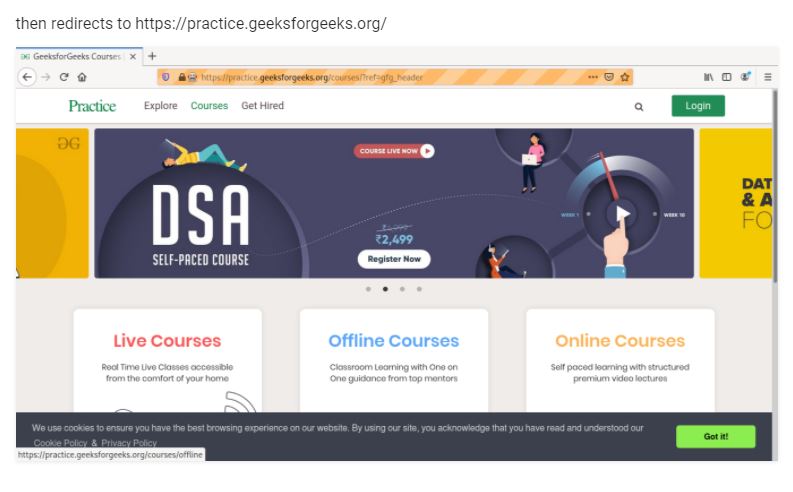 then redirects to https://practice.geeksforgeeks.org/
GeeksforGeeks Courses
https://practice.geeksforgeeks.org/courses/?ref=gfg_header
Practice Explore Courses Get Hired Login
COURSE LIVE NOW
DSA
SELF-PACED COURSE
₹2,499
Register Now
WEEK 1
WEEK 10
DAT
& A
FO
Live Courses
Real Time Live Classes accessible
from the comfort of your home
Offline Courses
Classroom Learning with One on
One guidance from top mentors
Online Courses
Self paced learning with structured
premium video lectures
We use cookies to ensure you have the best browsing experience on our website. By using our site, you acknowledge that you have read and understood our
Cookie Policy & Privacy Policy
Got it!
https://practice.geeksforgeeks.org/courses/offline